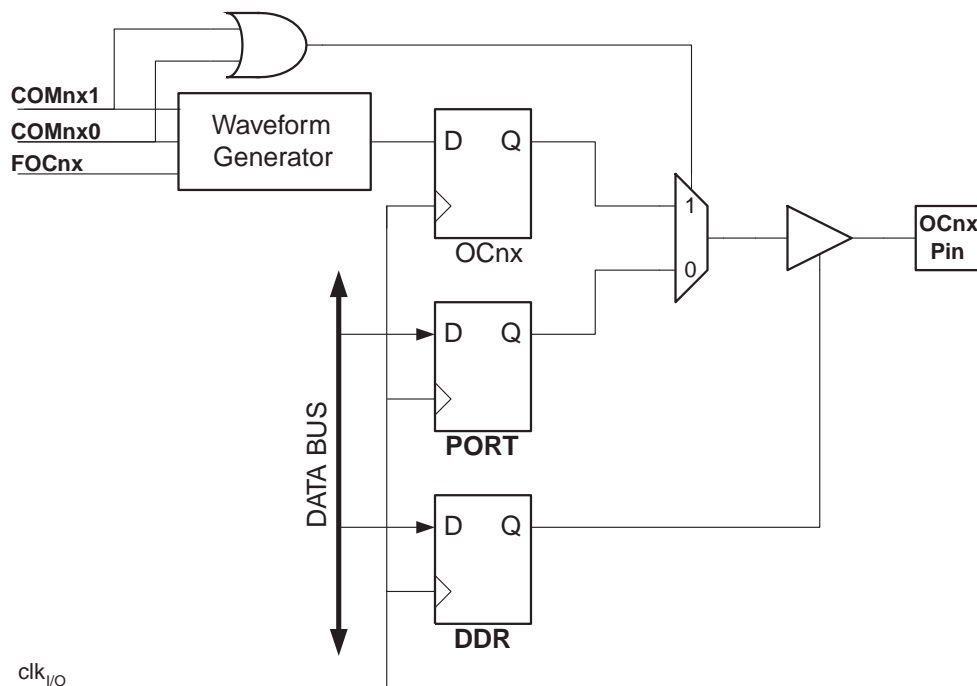 COMnx1
COMnx0
FOCnx
Waveform
Generator
D Q
OCnx
1
0
OCnx
Pin
D Q
PORT
DATA BUS
D Q
DDR
clkI/O